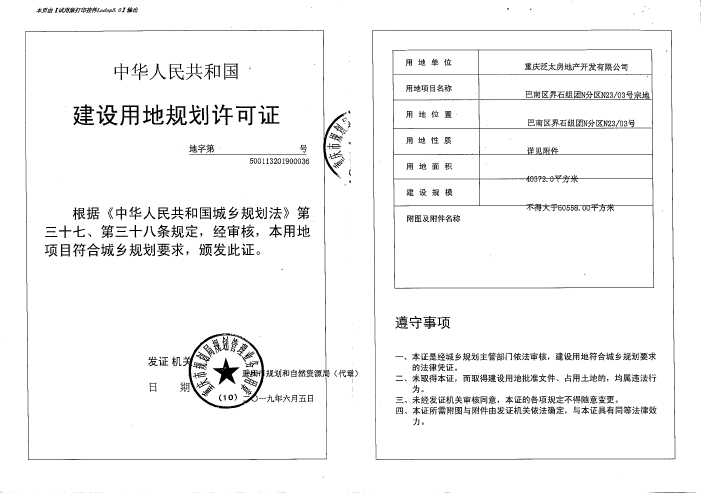 本页由【试用版打印控件Lodop5.0】输出
中华人民共和国
建设用地规划许可证
地字第 号
500113201900036
根据《中华人民共和国城乡规划法》第
三十七、第三十八条规定，经审核，本用地
项目符合城乡规划要求，颁发此证。
发证机关
规划和自然资源局（代章）
日 期
二〇一九年六月五日
(10)
用地单位 重庆泛太房地产开发有限公司
用地项目名称 巴南区界石组团N分区N23/03号宗地
用地位置 巴南区界石组团N分区N23/03号
用地性质 详见附件
用地面积 40372.0平方米
建设规模 不得大于60558.00平方米
附图及附件名称
遵守事项
一、本证是经城乡规划主管部门依法审核，建设用地符合城乡规划要求
的法律凭证。
二、未取得本证，而取得建设用地批准文件、占用土地的，均属违法行
为。
三、未经发证机关审核同意，本证的各项规定不得随意变更。
四、本证所需附图与附件由发证机关依法确定，与本证具有同等法律效
力。